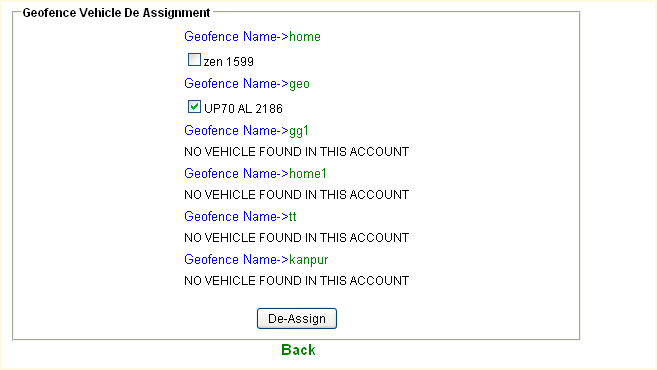 Geofence Vehicle De Assignment
Geofence Name->home
zen 1599
Geofence Name->geo
UP70 AL 2186
Geofence Name->gg1
NO VEHICLE FOUND IN THIS ACCOUNT
Geofence Name->home1
NO VEHICLE FOUND IN THIS ACCOUNT
Geofence Name->tt
NO VEHICLE FOUND IN THIS ACCOUNT
Geofence Name->kanpur
NO VEHICLE FOUND IN THIS ACCOUNT
De-Assign
Back